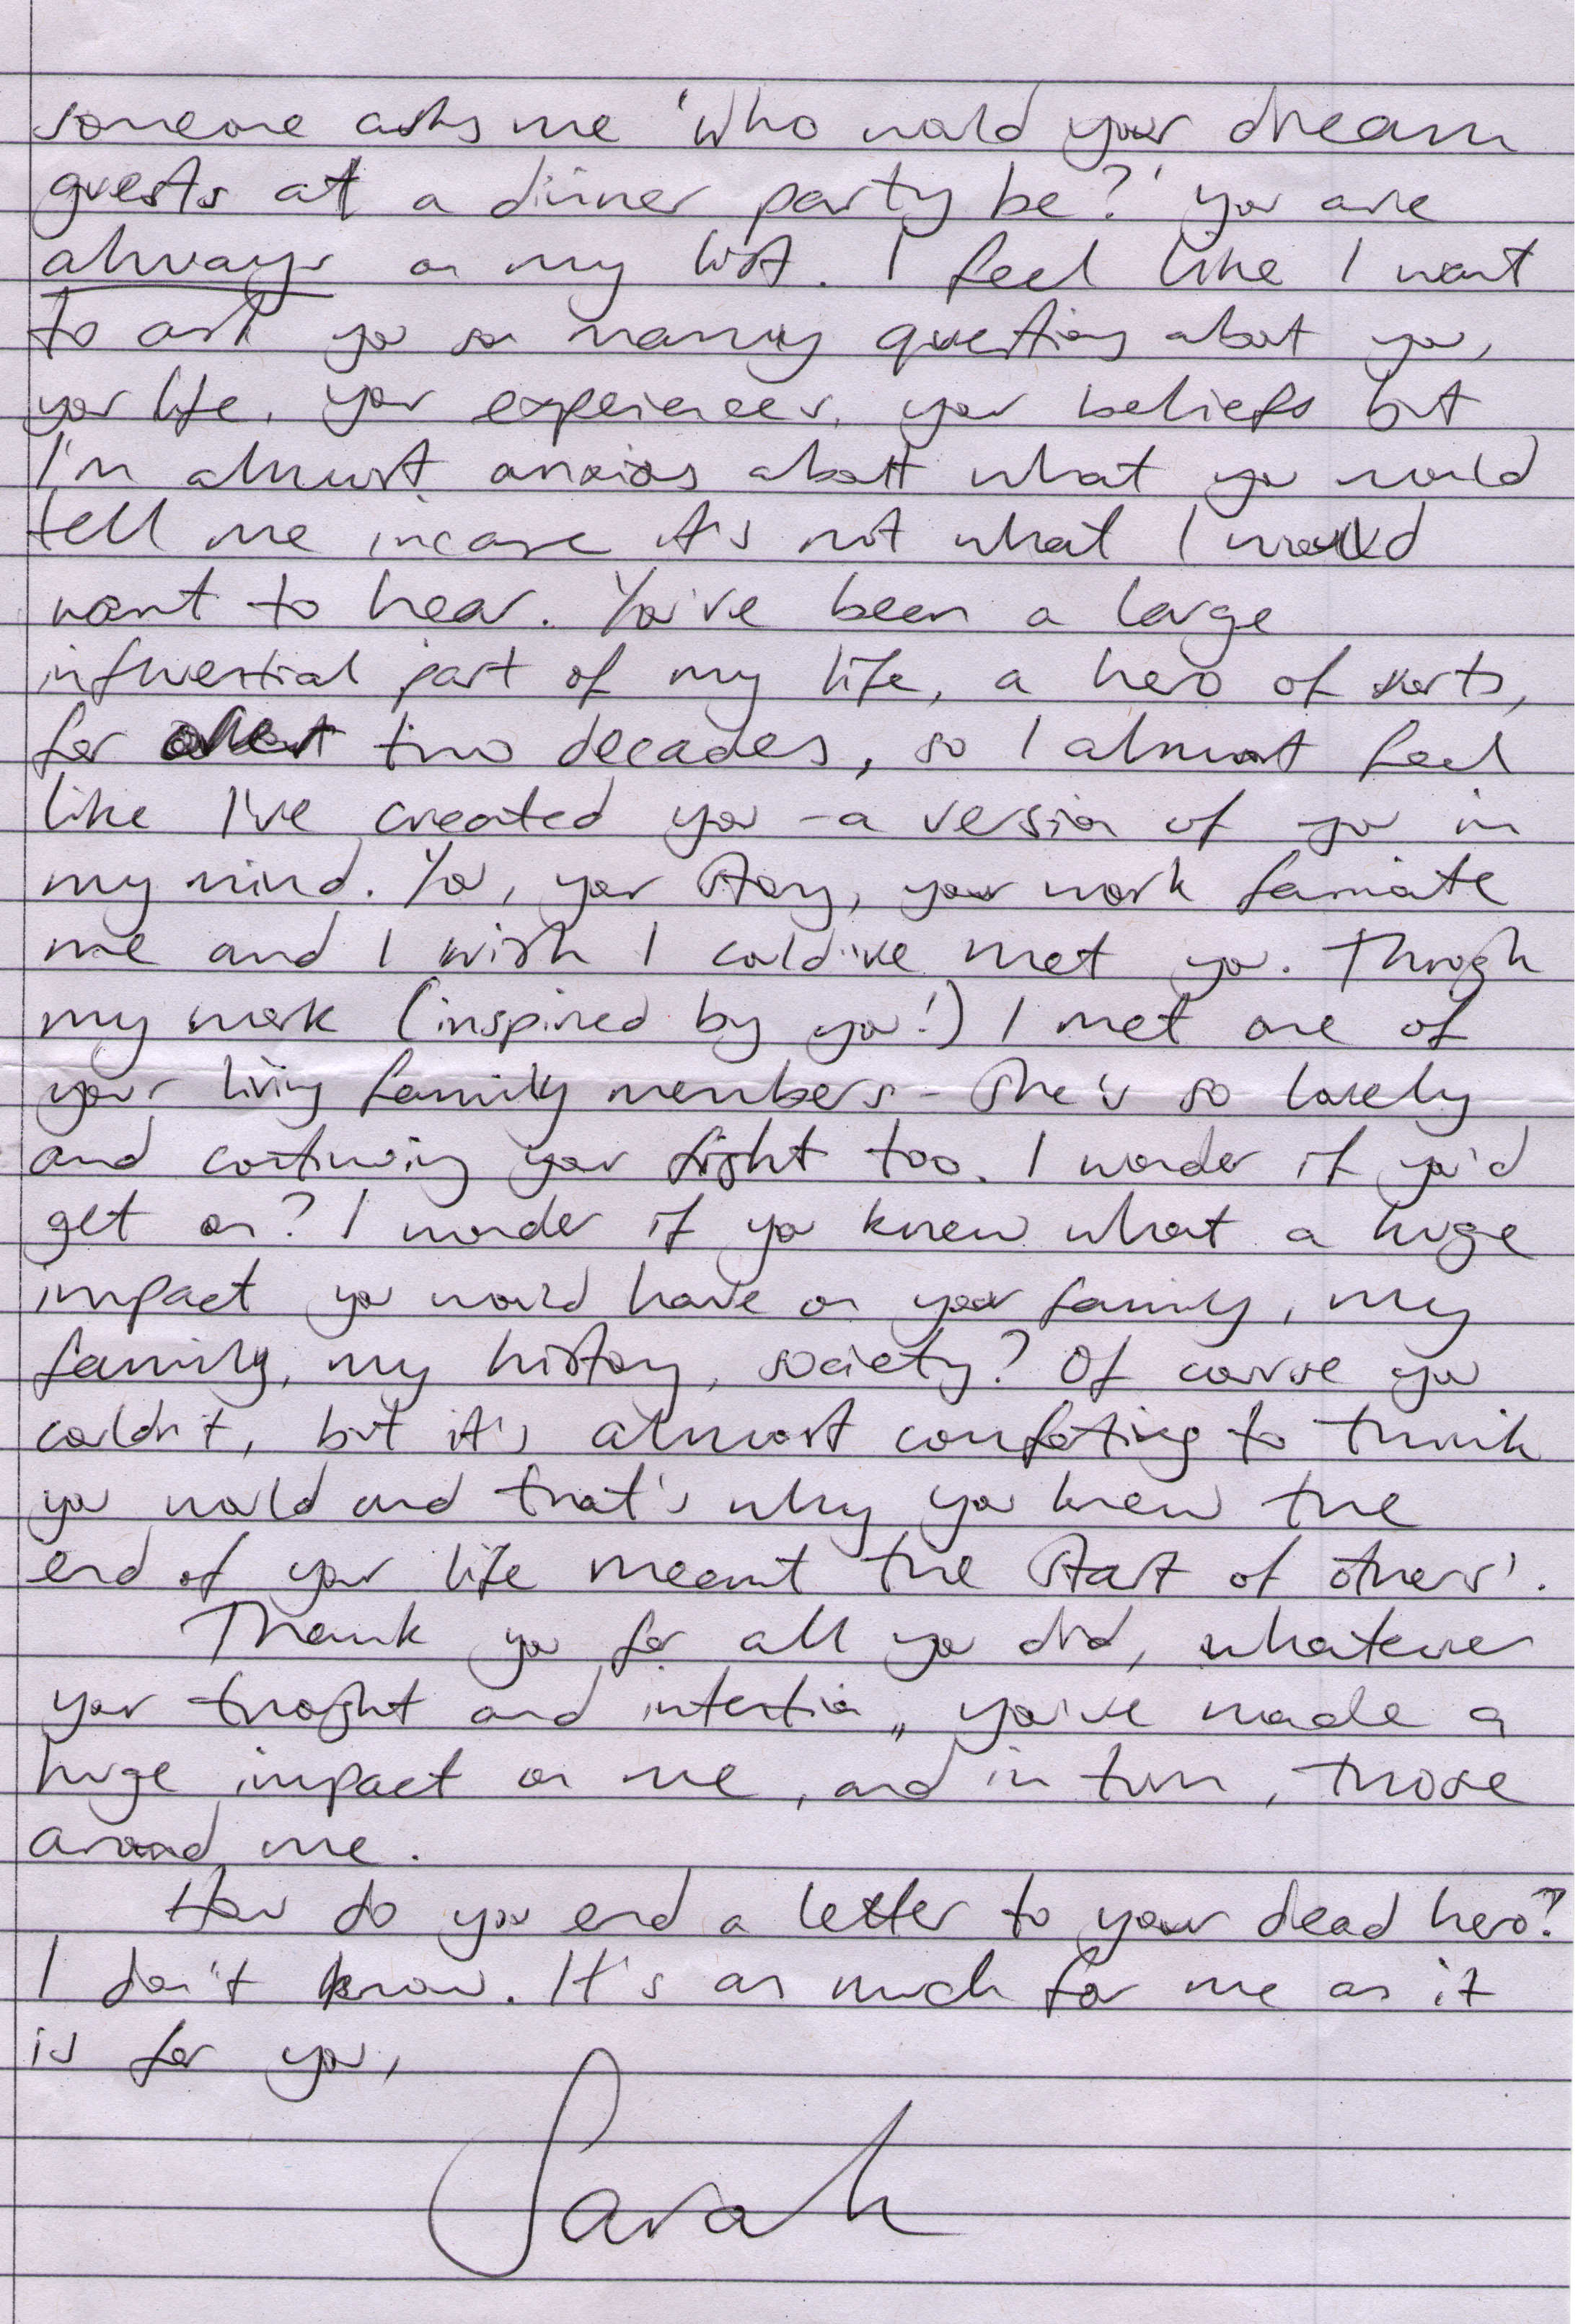 someone asks me 'who would your dream
guests at a dinner party be?' you are
always on my list. I feel like I want
to ask you so many questions about you,
your life, your experiences, your beliefs but
I'm almost anxious about what you would
tell me incase it's not what I would
want to hear. You've been a large
influential part of my life, a hero of sorts,
for about two decades, so I almost feel
like I've created you - a version of you in
my mind. You, your story, your work fasinate
me and I wish I could've met you. Through
my work (inspired by you!) I met one of
your living family members - she's so lovely
and continuing your fight too. I wonder if you'd
get on? I wonder if you knew what a huge
impact you would have on your family, my
family, my history, society? Of course you
couldn't, but it's almost comforting to think
you would and that's why you knew the
end of your life meant the start of others'.
Thank you for all you did, whatever
your thought and intention,, you've made a
huge impact on me, and in turn, those
around me.
How do you end a letter to your dead hero?
I don't know. It's as much for me as it
is for you,
Sarah